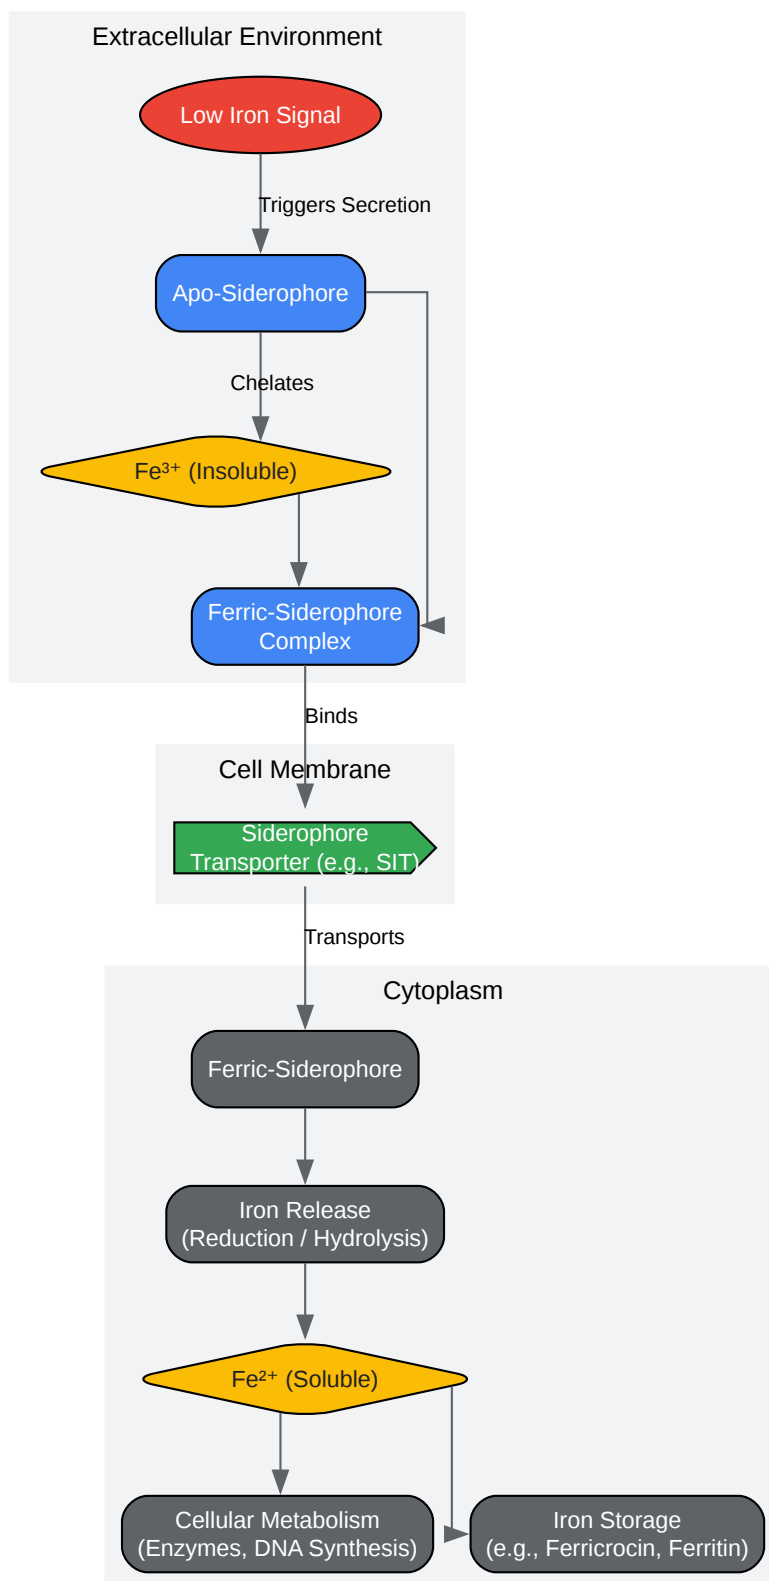 Extracellular Environment
Low Iron Signal
Triggers Secretion
Apo-Siderophore
Chelates
Fe³⁺ (Insoluble)
Ferric-Siderophore
Complex
Binds
Cell Membrane
Siderophore
Transporter (e.g., SIT)
Transports
Cytoplasm
Ferric-Siderophore
Iron Release
(Reduction / Hydrolysis)
Fe²⁺ (Soluble)
Cellular Metabolism
(Enzymes, DNA Synthesis)
Iron Storage
(e.g., Ferricrocin, Ferritin)